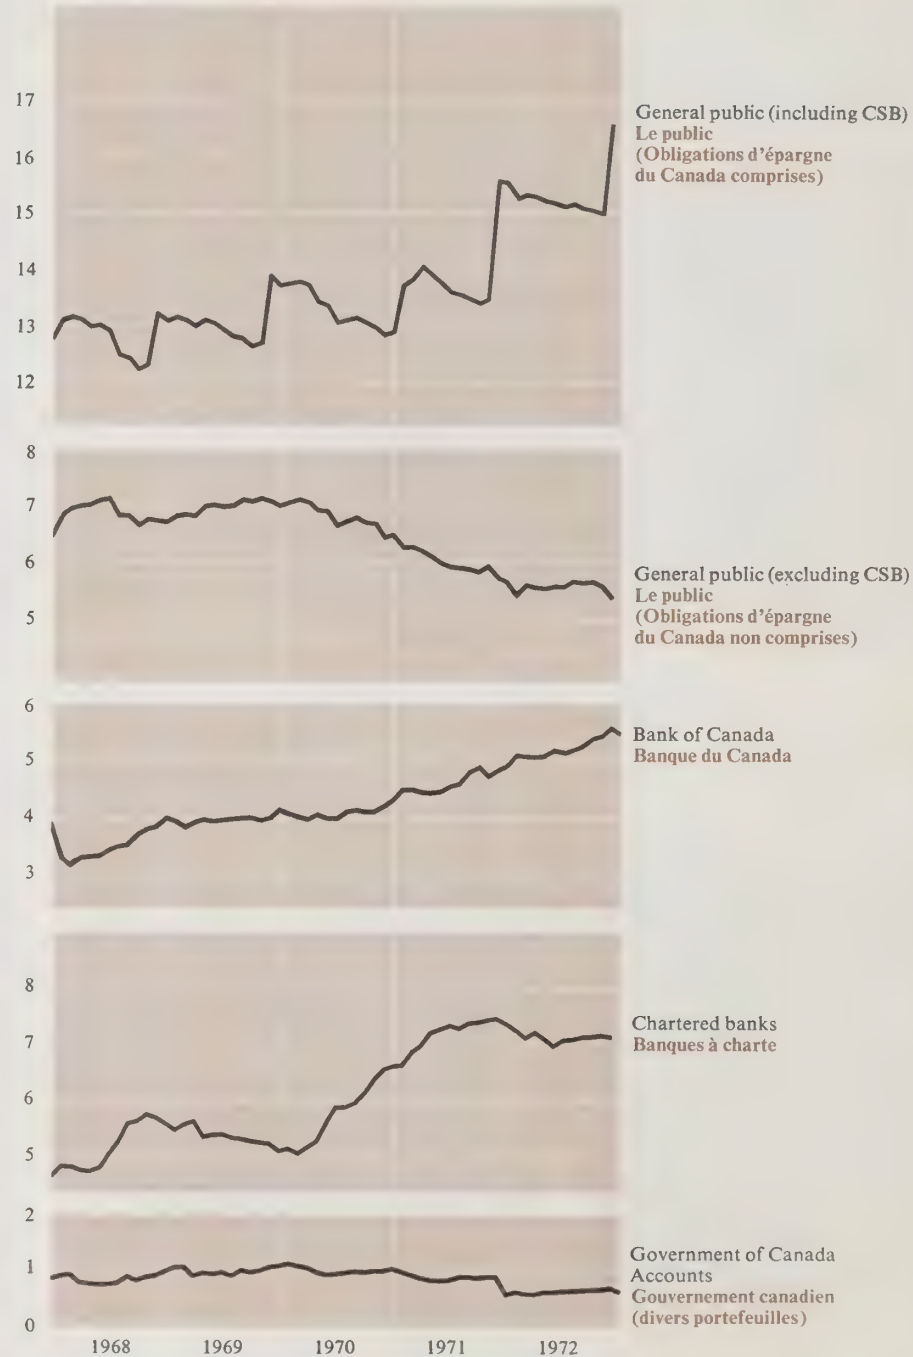 17
16
15
14
13
12
General public (including CSB)
Le public
(Obligations d'épargne
du Canada comprises)
8
7
6
5
General public (excluding CSB)
Le public
(Obligations d'épargne
du Canada non comprises)
6
5
4
3
Bank of Canada
Banque du Canada
8
7
6
5
Chartered banks
Banques à charte
2
1
0
Government of Canada
Accounts
Gouvernement canadien
(divers portefeuilles)
1968 1969 1970 1971 1972